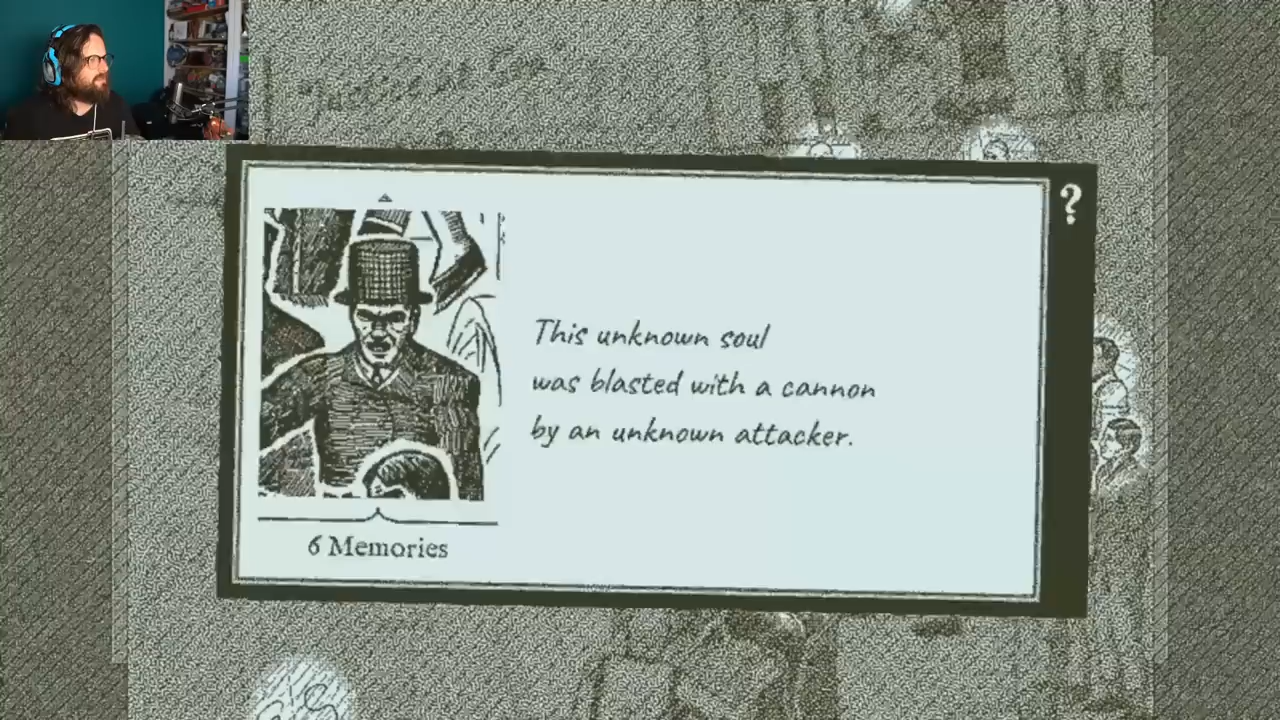 This unknown soul
was blasted with a cannon
by an unknown attacker.
6 Memories
?